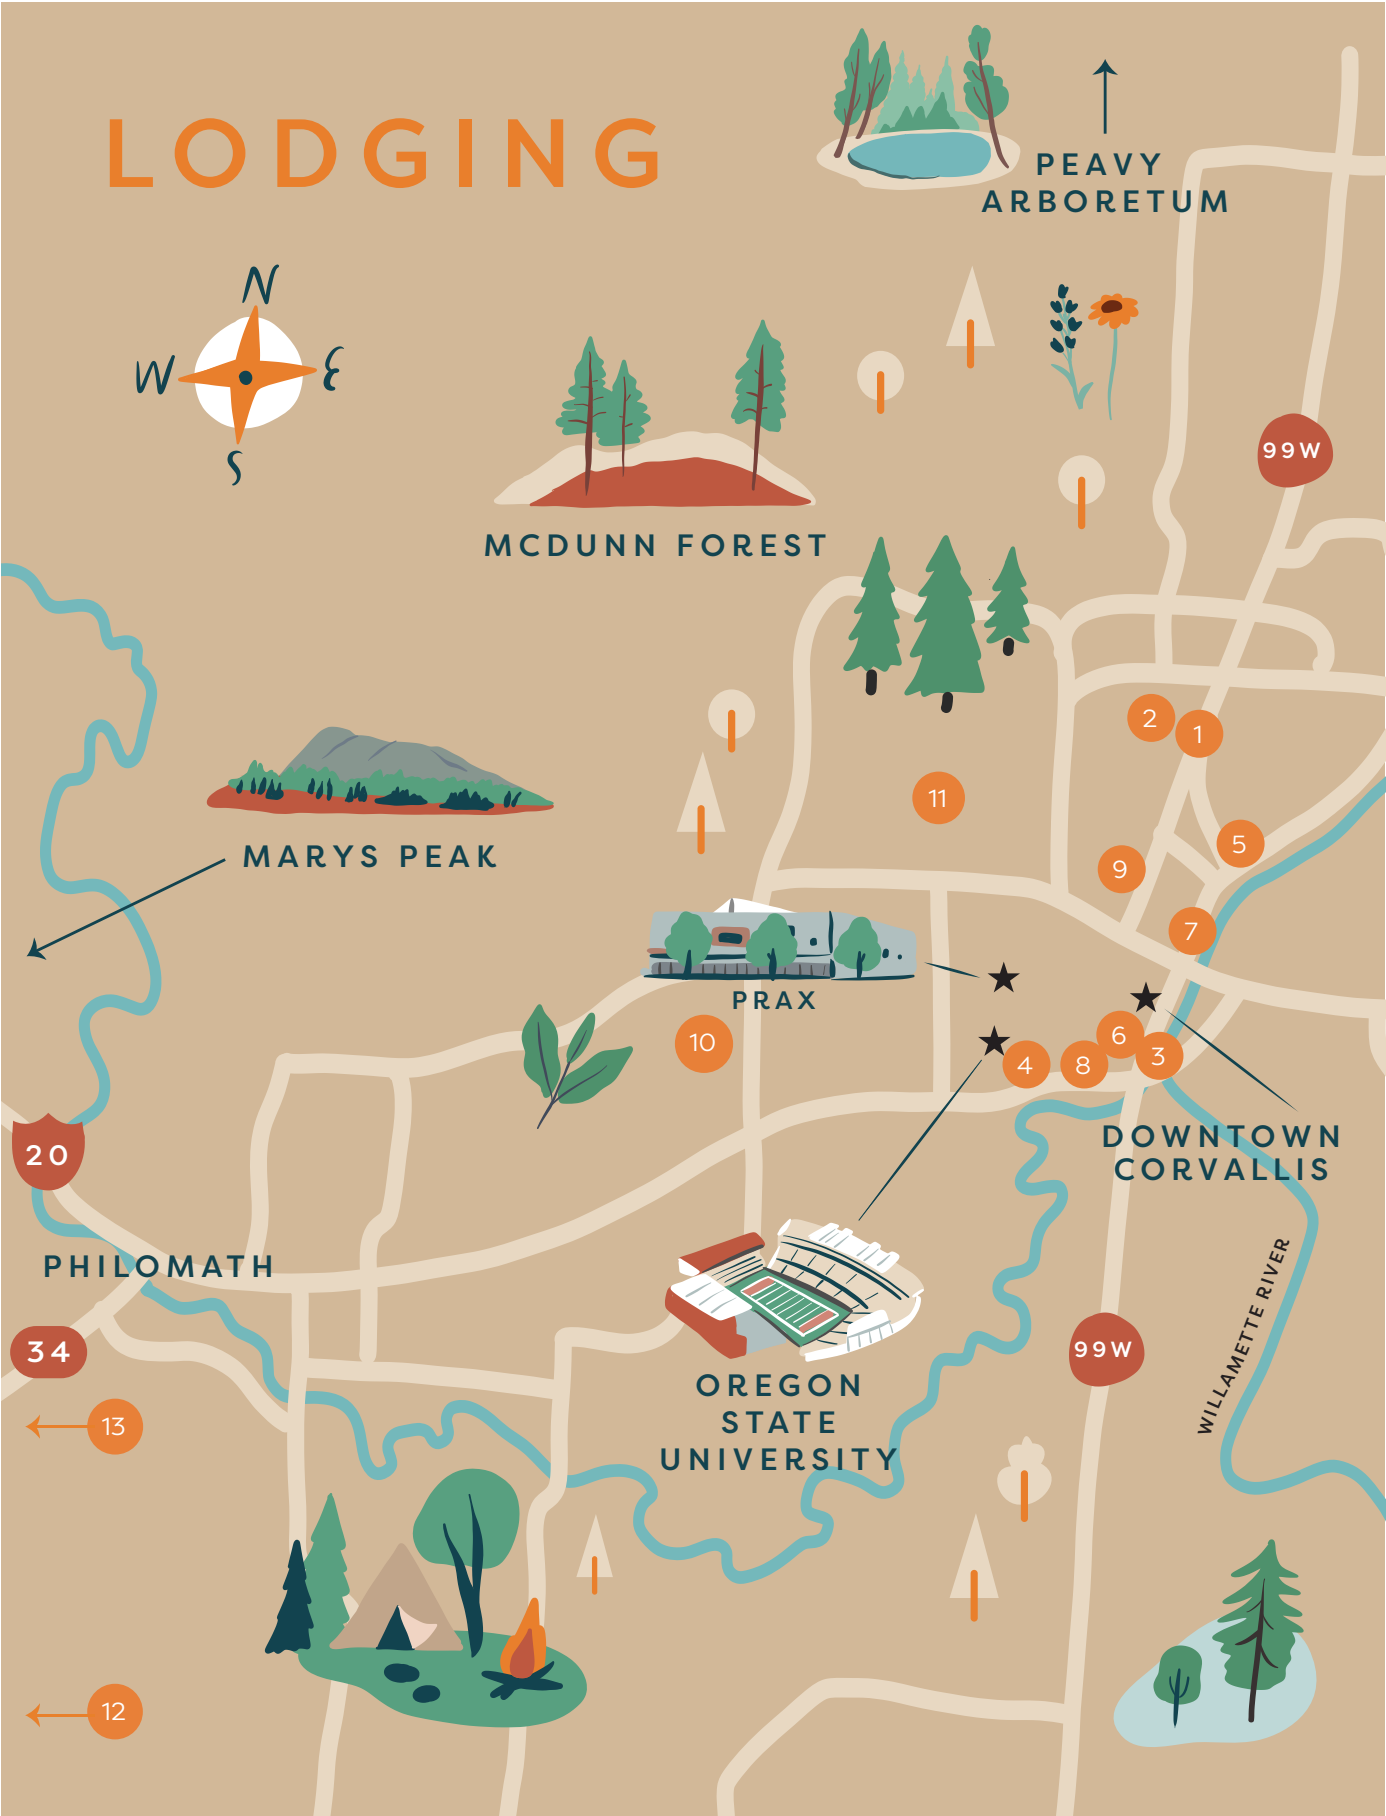 LODGING
PEAVY
ARBORETUM
N
W
E
S
99W
MCDUNN FOREST
2
1
11
5
MARYS PEAK
9
7
PRAX
10
6
3
4
8
DOWNTOWN
CORVALLIS
20
PHILOMATH
WILLAMETTE RIVER
34
99W
OREGON
STATE
UNIVERSITY
13
12